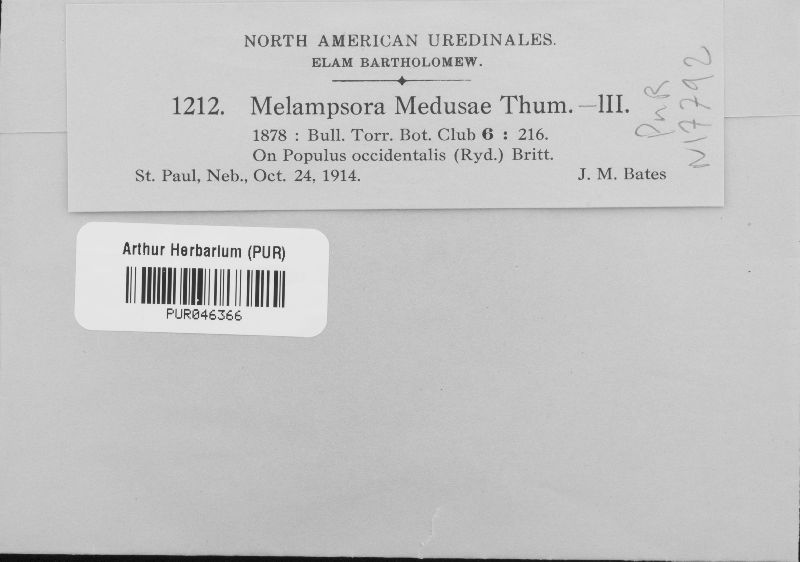 NORTH AMERICAN UREDINALES.
ELAM BARTHOLOMEW.
1212. Melampsora Medusae Thum.—III.
1878 : Bull. Torr. Bot. Club 6 : 216.
On Populus occidentalis (Ryd.) Britt.
St. Paul, Neb., Oct. 24, 1914. J. M. Bates
PUR
N17792
Arthur Herbarium (PUR)
PUR046366